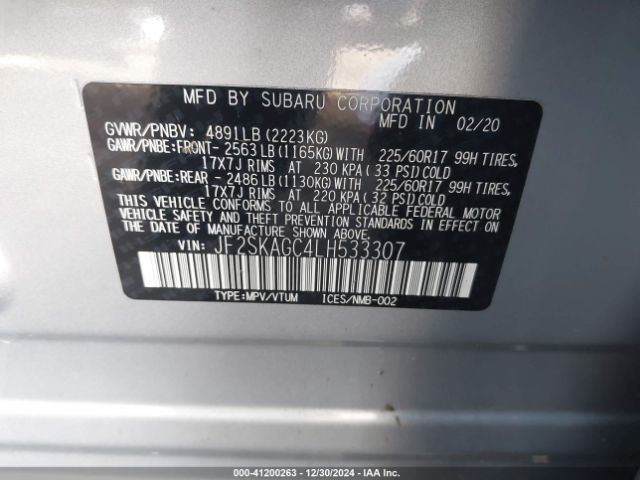 MFD BY SUBARU CORPORATION
MFD IN 02/20
GVWR/PNBV: 4891LB(2223KG)
GAWR/PNBE:FRONT- 2563LB(1165KG)WITH 225/60R17 99H TIRES,
17X7J RIMS AT 230 KPA(33 PSI)COLD
GAWR/PNBE:REAR - 2486LB(1130KG)WITH 225/60R17 99H TIRES,
17X7J RIMS AT 220 KPA(32 PSI)COLD
THIS VEHICLE CONFORMS TO ALL APPLICABLE FEDERAL MOTOR
VEHICLE SAFETY AND THEFT PREVENTION STANDARDS IN EFFECT ON
THE DATE OF MANUFACTURE SHOWN ABOVE.
VIN: JF2SKAGC4LH533307
TYPE:MPV/VTUM ICES/NMB-002
000-41200263 - 12/30/2024 - IAA Inc.